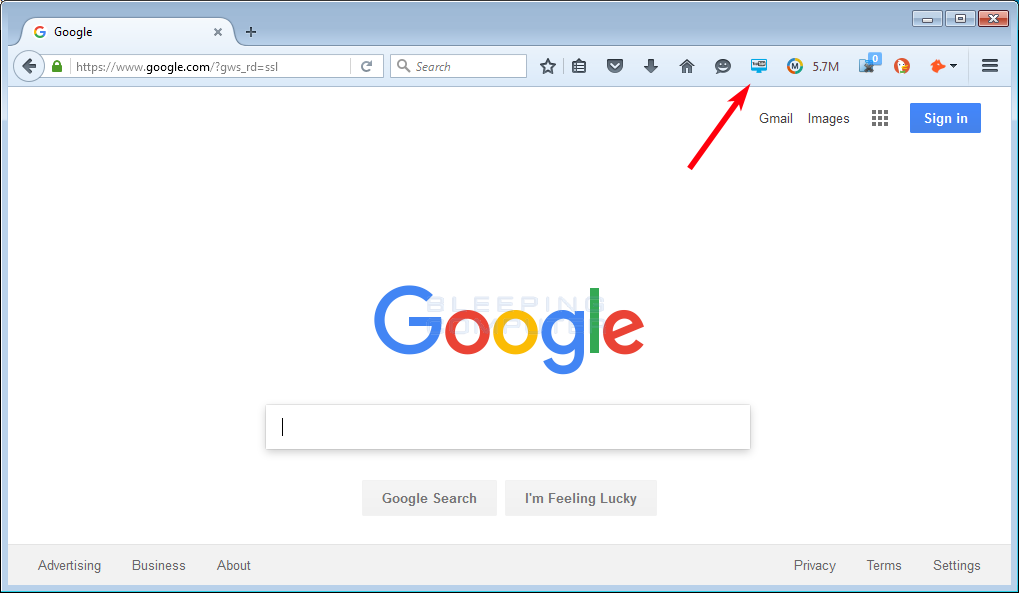 Google
https://www.google.com/?gws_rd=ssl
Search
M
5.7M
0
Gmail
Images
Sign in
BLEEPING
COMPUTER
Google
Google Search
I'm Feeling Lucky
Advertising
Business
About
Privacy
Terms
Settings